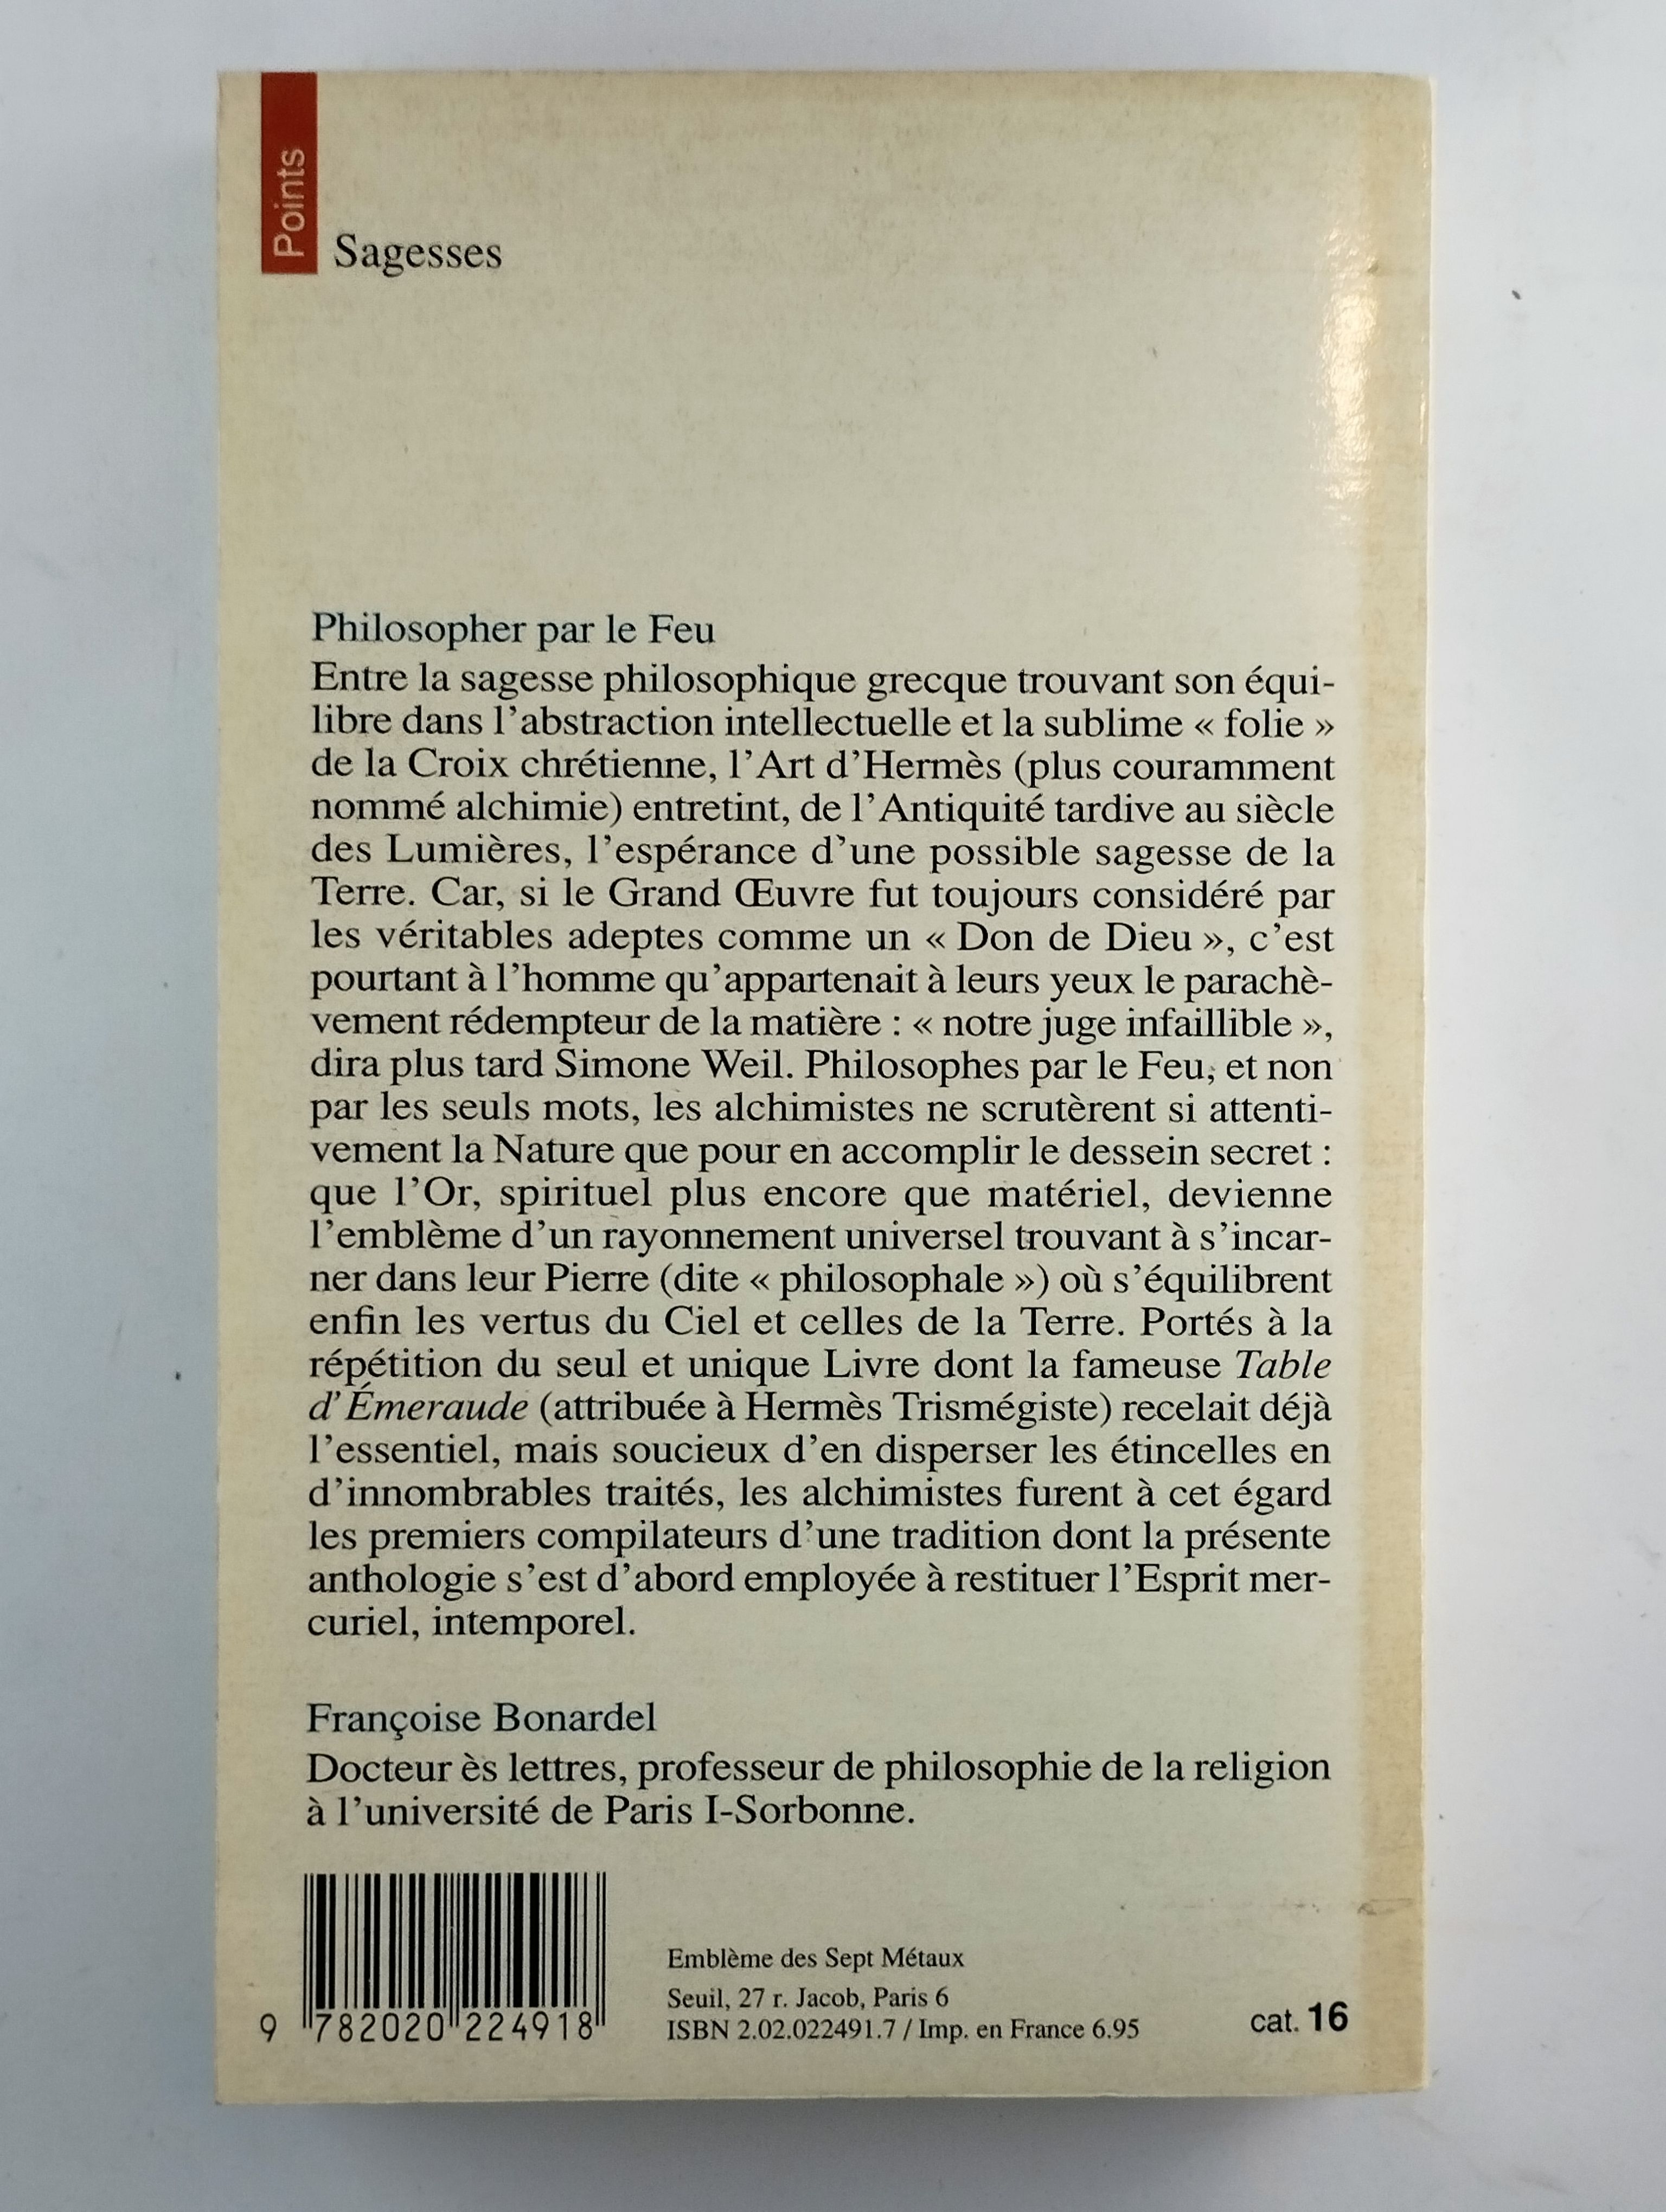 Points
Sagesses
Philosopher par le Feu
Entre la sagesse philosophique grecque trouvant son équi-
libre dans l'abstraction intellectuelle et la sublime « folie »
de la Croix chrétienne, l'Art d'Hermès (plus couramment
nommé alchimie) entretint, de l'Antiquité tardive au siècle
des Lumières, l'espérance d'une possible sagesse de la
Terre. Car, si le Grand Œuvre fut toujours considéré par
les véritables adeptes comme un « Don de Dieu », c'est
pourtant à l'homme qu'appartenait à leurs yeux le parachè-
vement rédempteur de la matière : « notre juge infaillible »,
dira plus tard Simone Weil. Philosophes par le Feu, et non
par les seuls mots, les alchimistes ne scrutèrent si attenti-
vement la Nature que pour en accomplir le dessein secret :
que l'Or, spirituel plus encore que matériel, devienne
l'emblème d'un rayonnement universel trouvant à s'incar-
ner dans leur Pierre (dite « philosophale ») où s'équilibrent
enfin les vertus du Ciel et celles de la Terre. Portés à la
répétition du seul et unique Livre dont la fameuse Table
d'Émeraude (attribuée à Hermès Trismégiste) recelait déjà
l'essentiel, mais soucieux d'en disperser les étincelles en
d'innombrables traités, les alchimistes furent à cet égard
les premiers compilateurs d'une tradition dont la présente
anthologie s'est d'abord employée à restituer l'Esprit mer-
curiel, intemporel.
Françoise Bonardel
Docteur ès lettres, professeur de philosophie de la religion
à l'université de Paris I-Sorbonne.
9 782020 224918
Emblème des Sept Métaux
Seuil, 27 r. Jacob, Paris 6
ISBN 2.02.022491.7 / Imp. en France 6.95
cat. 16